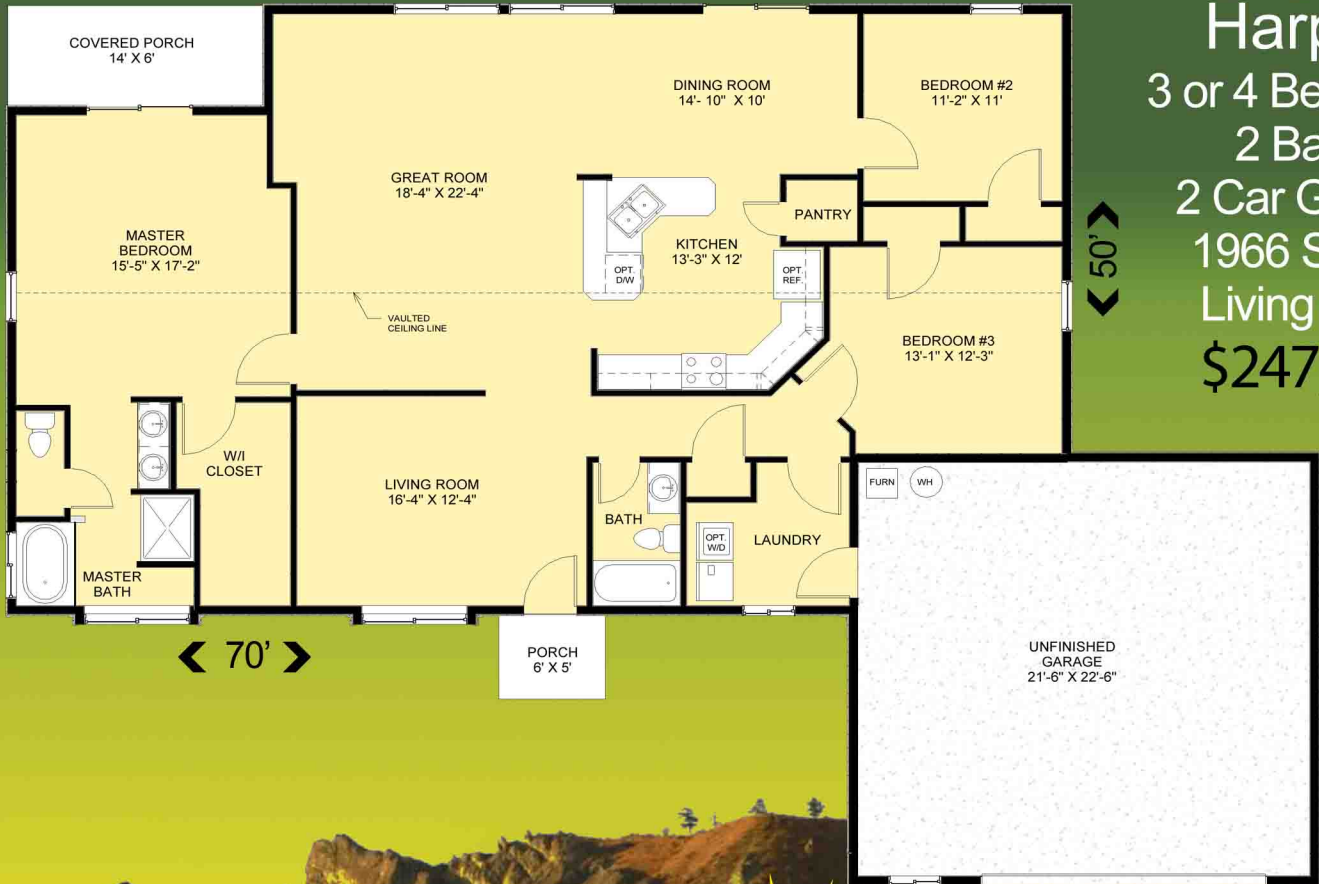 COVERED PORCH
14' X 6'
DINING ROOM
14'- 10" X 10'
BEDROOM #2
11'-2" X 11'
GREAT ROOM
18'-4" X 22'-4"
MASTER
BEDROOM
15'-5" X 17'-2"
PANTRY
KITCHEN
13'-3" X 12'
OPT.
D/W
OPT.
REF.
VAULTED
CEILING LINE
BEDROOM #3
13'-1" X 12'-3"
W/I
CLOSET
LIVING ROOM
16'-4" X 12'-4"
BATH
OPT.
W/D
LAUNDRY
MASTER
BATH
FURN
WH
PORCH
6' X 5'
UNFINISHED
GARAGE
21'-6" X 22'-6"
70'
50'
Harp
3 or 4 Be
2 Ba
2 Car G
1966 S
Living
$247